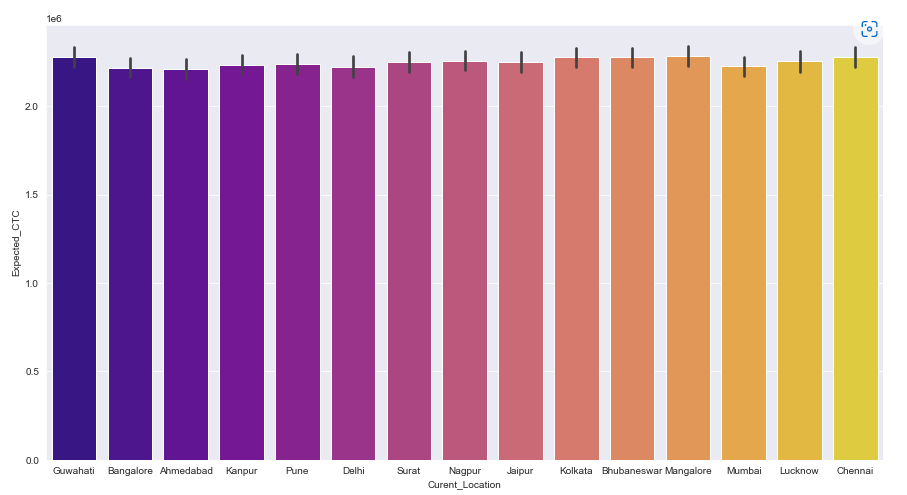 1e6
2.0
1.5
1.0
0.5
0.0
Expected_CTC
Guwahati Bangalore Ahmedabad Kanpur Pune Delhi Surat Nagpur Jaipur Kolkata Bhubaneswar Mangalore Mumbai Lucknow Chennai
Curent_Location